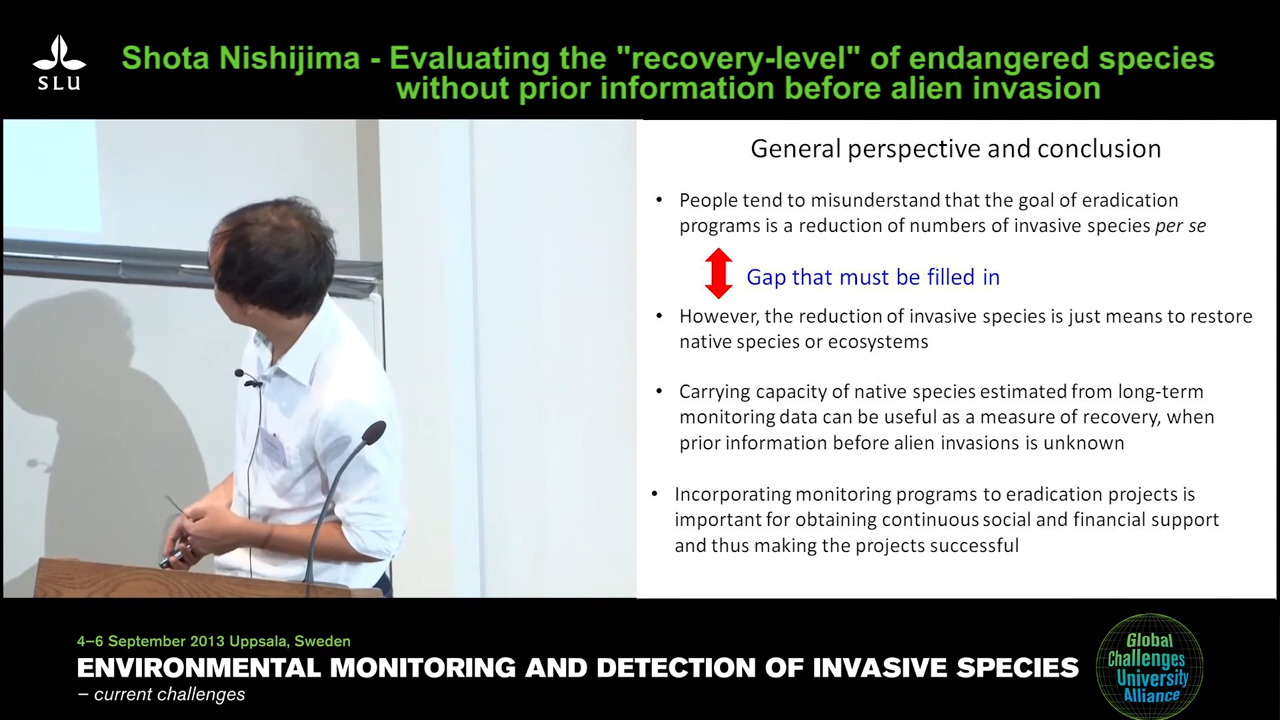 SLU
Shota Nishijima - Evaluating the "recovery-level" of endangered species
without prior information before alien invasion
General perspective and conclusion
• People tend to misunderstand that the goal of eradication
programs is a reduction of numbers of invasive species per se
Gap that must be filled in
• However, the reduction of invasive species is just means to restore
native species or ecosystems
• Carrying capacity of native species estimated from long-term
monitoring data can be useful as a measure of recovery, when
prior information before alien invasions is unknown
• Incorporating monitoring programs to eradication projects is
important for obtaining continuous social and financial support
and thus making the projects successful
4–6 September 2013 Uppsala, Sweden
ENVIRONMENTAL MONITORING AND DETECTION OF INVASIVE SPECIES
– current challenges
Global
Challenges
University
Alliance